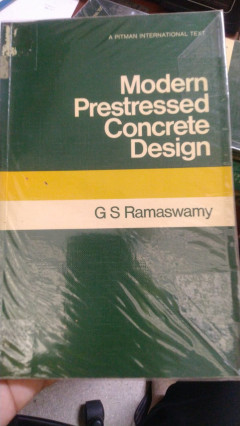 A PITMAN INTERNATIONAL TEXT
Modern
Prestressed
Concrete
Design
G S Ramaswamy